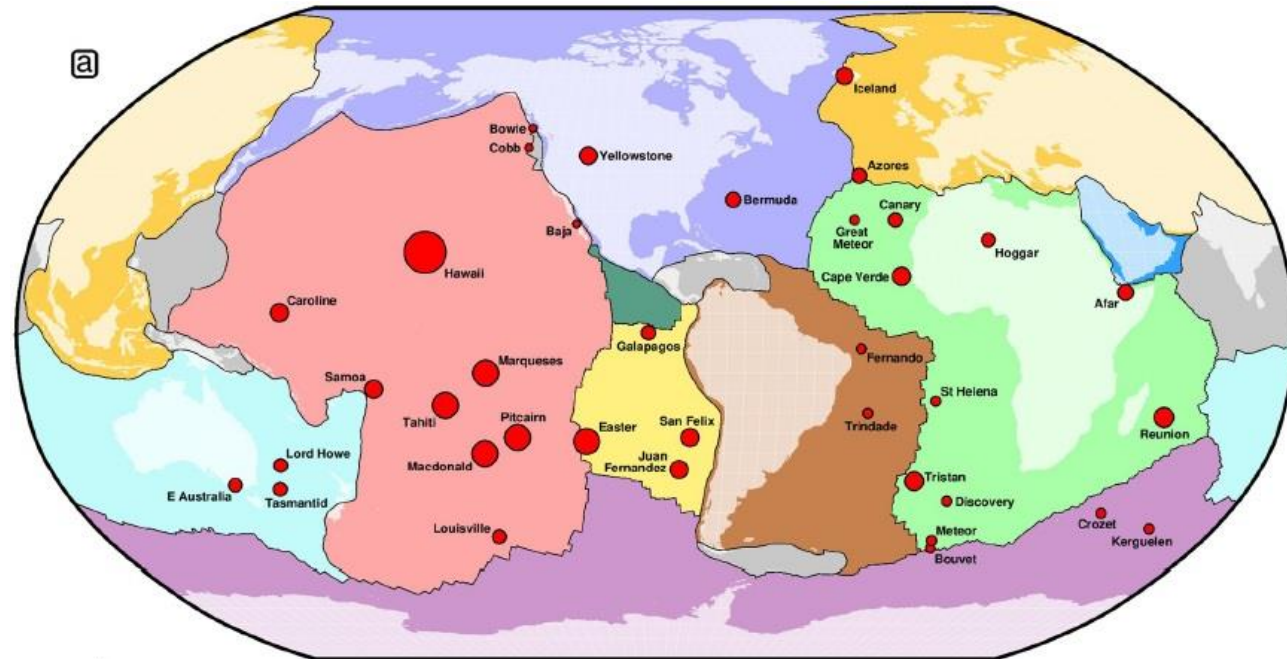 a
Iceland
Bowie
Cobb
Yellowstone
Azores
Bermuda
Canary
Great
Meteor
Baja
Hoggar
Hawaii
Cape Verde
Afar
Caroline
Galapagos
Fernando
Marqueses
Samoa
St Helena
Tahiti
Pitcairn
Easter
San Felix
Trindade
Reunion
Macdonald
Juan
Fernandez
Lord Howe
E Australia
Tasmantid
Tristan
Discovery
Louisville
Meteor
Bouvet
Crozet
Kerguelen